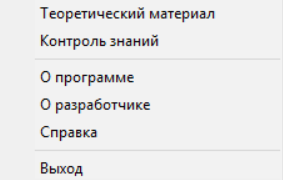 Теоретический материал
Контроль знаний
О программе
О разработчике
Справка
Выход